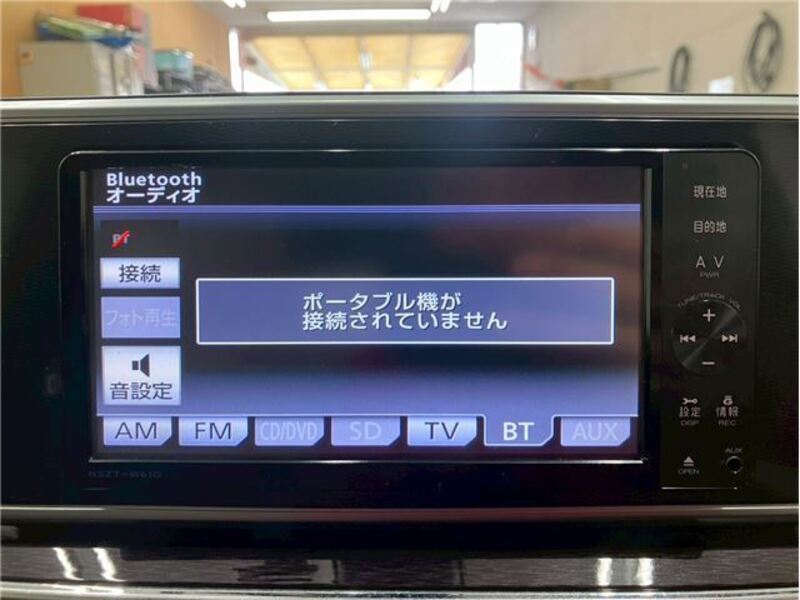 Bluetooth
オーディオ
BT
接続
フォト再生
音設定
ポータブル機が
接続されていません
AM FM CD/DVD SD TV BT AUX
NSZT-W61G
現在地
目的地
AV
PWR
TUNE/TRACK VOL
設定 情報
DISP REC
AUX
OPEN